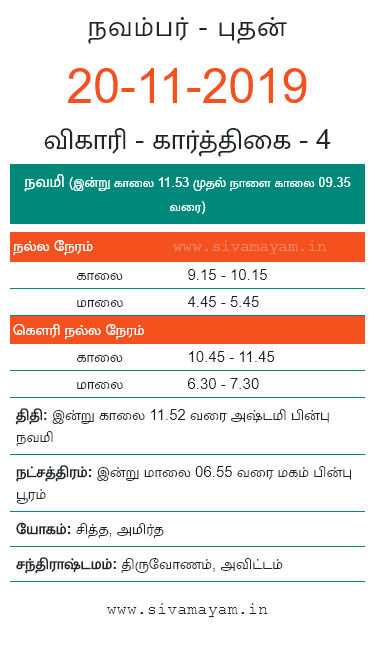 நவம்பர் - புதன்
20-11-2019
விகாரி - கார்த்திகை - 4
நவமி (இன்று காலை 11.53 முதல் நாளை காலை 09.35
வரை)
நல்ல நேரம் www.sivamayam.in
காலை 9.15 - 10.15
மாலை 4.45 - 5.45
கௌரி நல்ல நேரம்
காலை 10.45 - 11.45
மாலை 6.30 - 7.30
திதி: இன்று காலை 11.52 வரை அஷ்டமி பின்பு
நவமி
நட்சத்திரம்: இன்று மாலை 06.55 வரை மகம் பின்பு
பூரம்
யோகம்: சித்த, அமிர்த
சந்திராஷ்டமம்: திருவோணம், அவிட்டம்
www.sivamayam.in